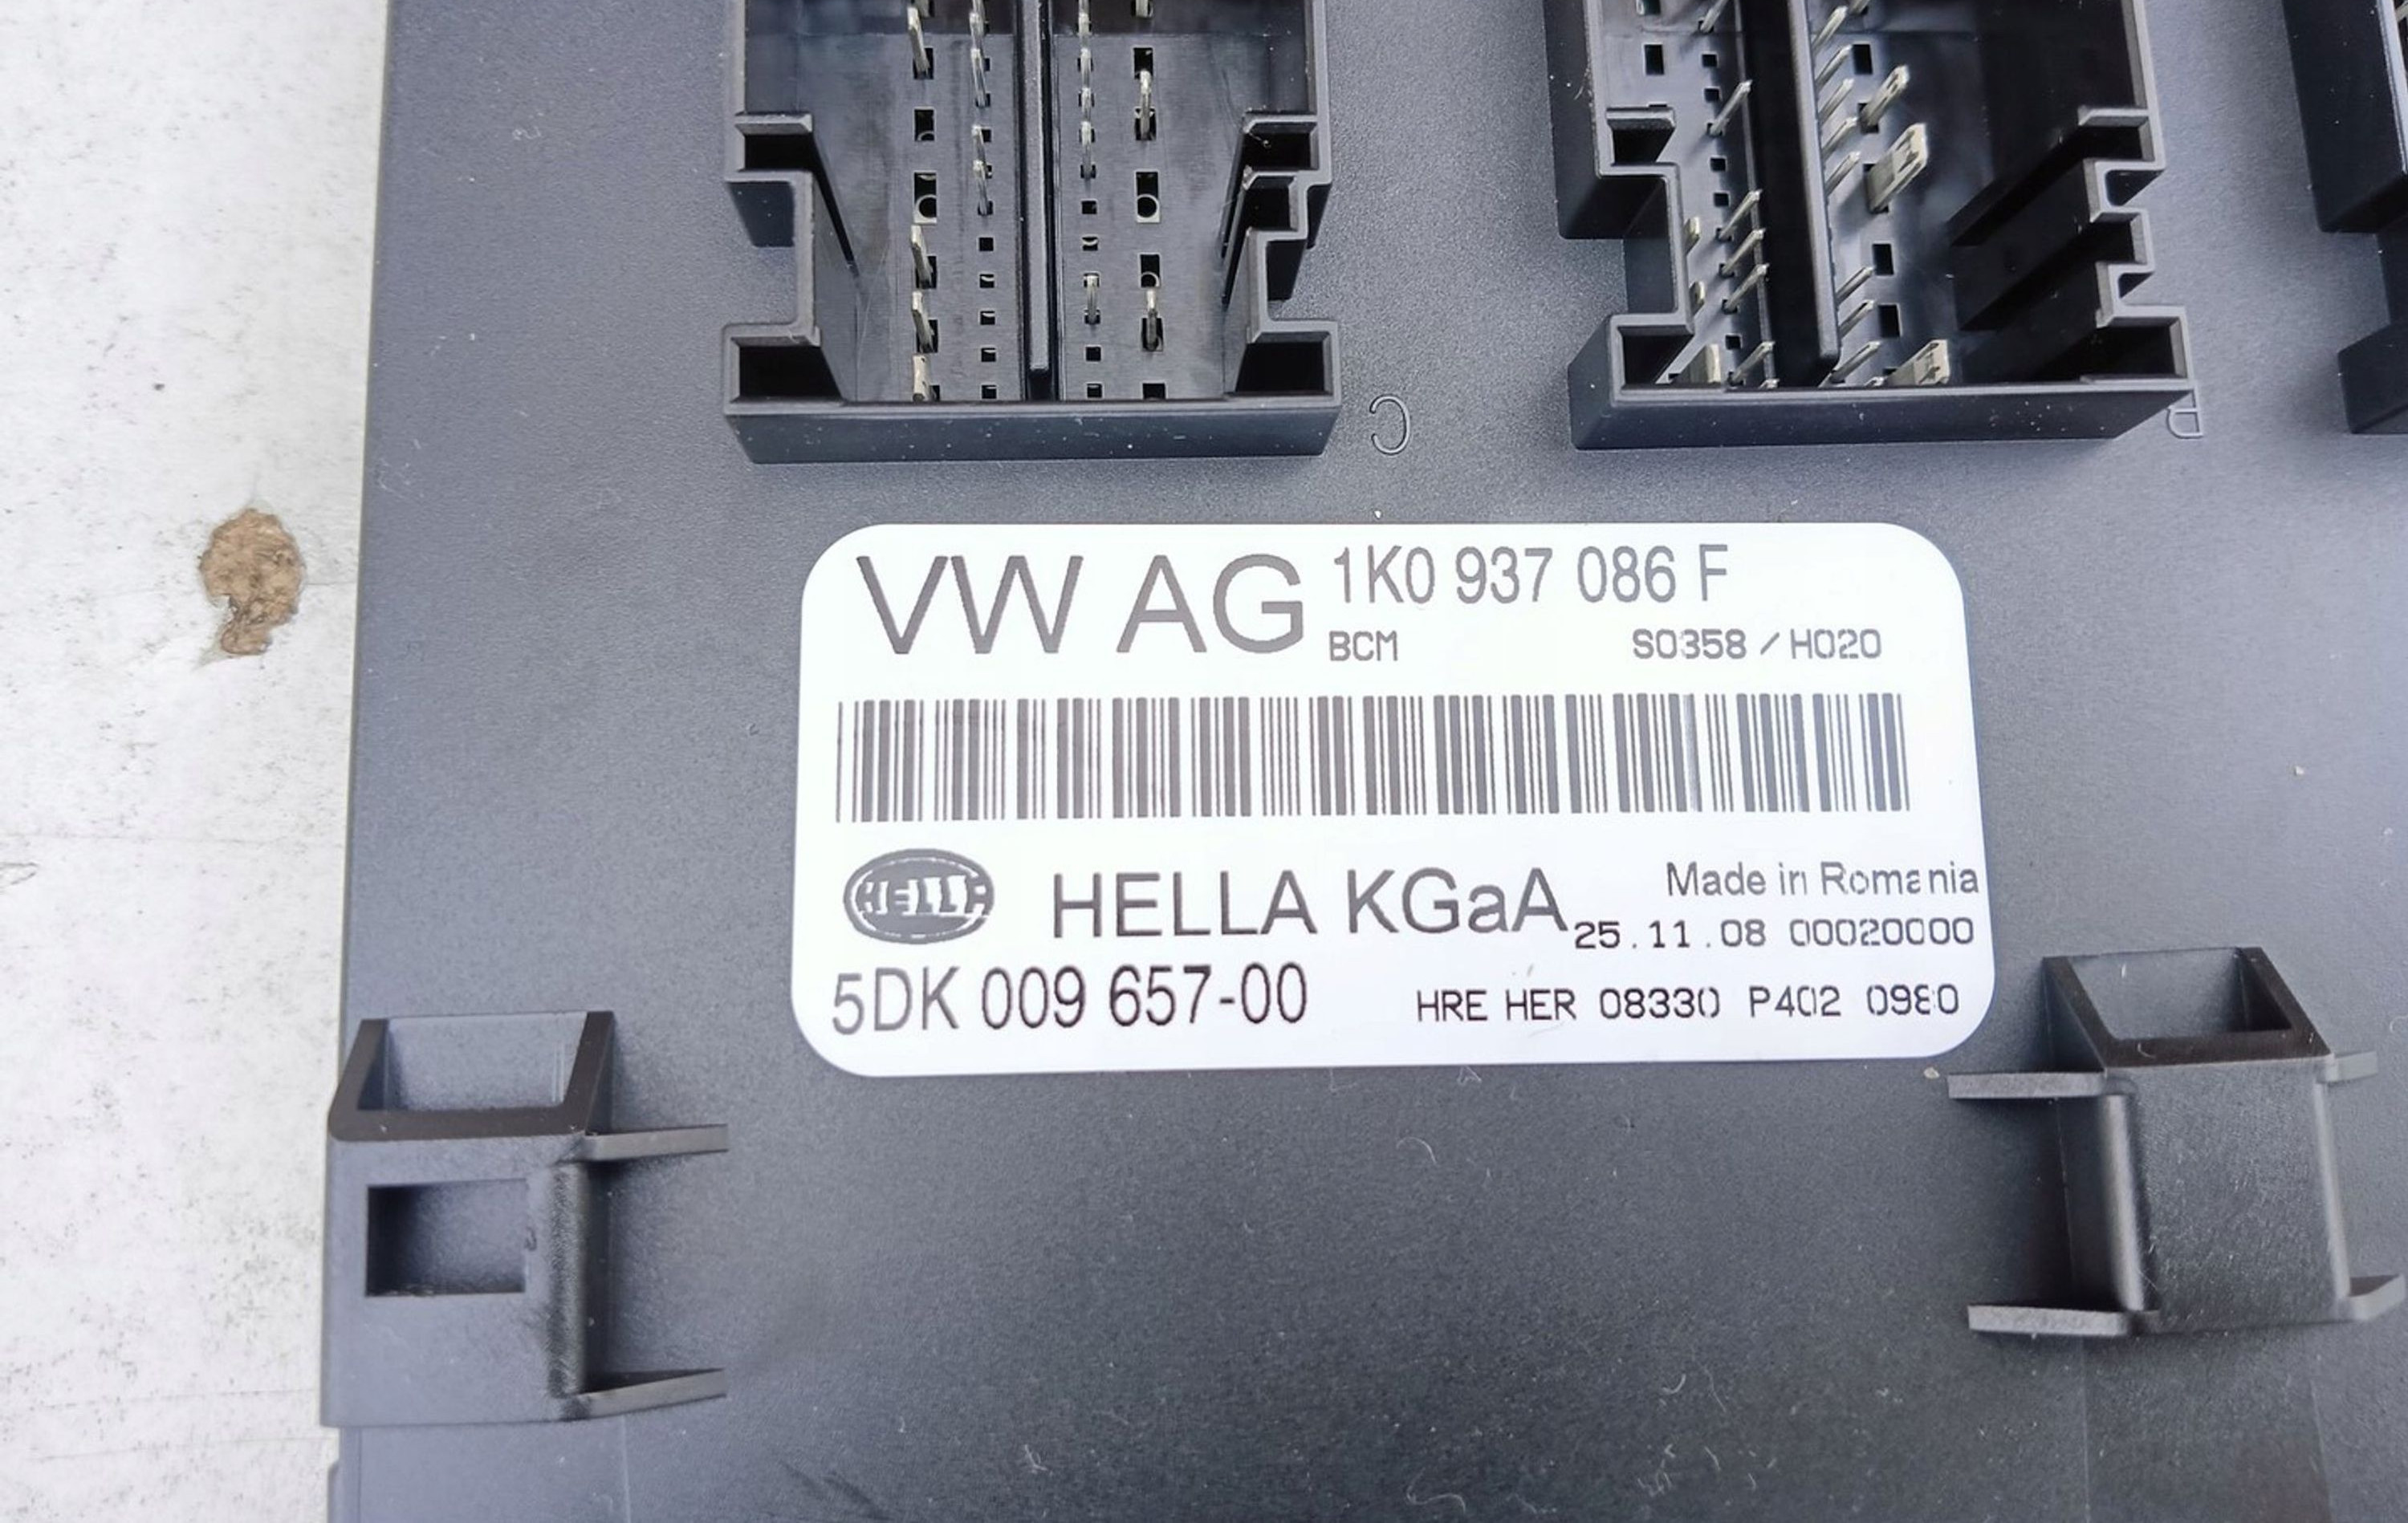 C
B
VW AG 1K0 937 086 F
BCM S0358 / H020
HELLA HELLA KGaA Made in Romania
25.11.08 00020000
5DK 009 657-00 HRE HER 08330 P402 0980